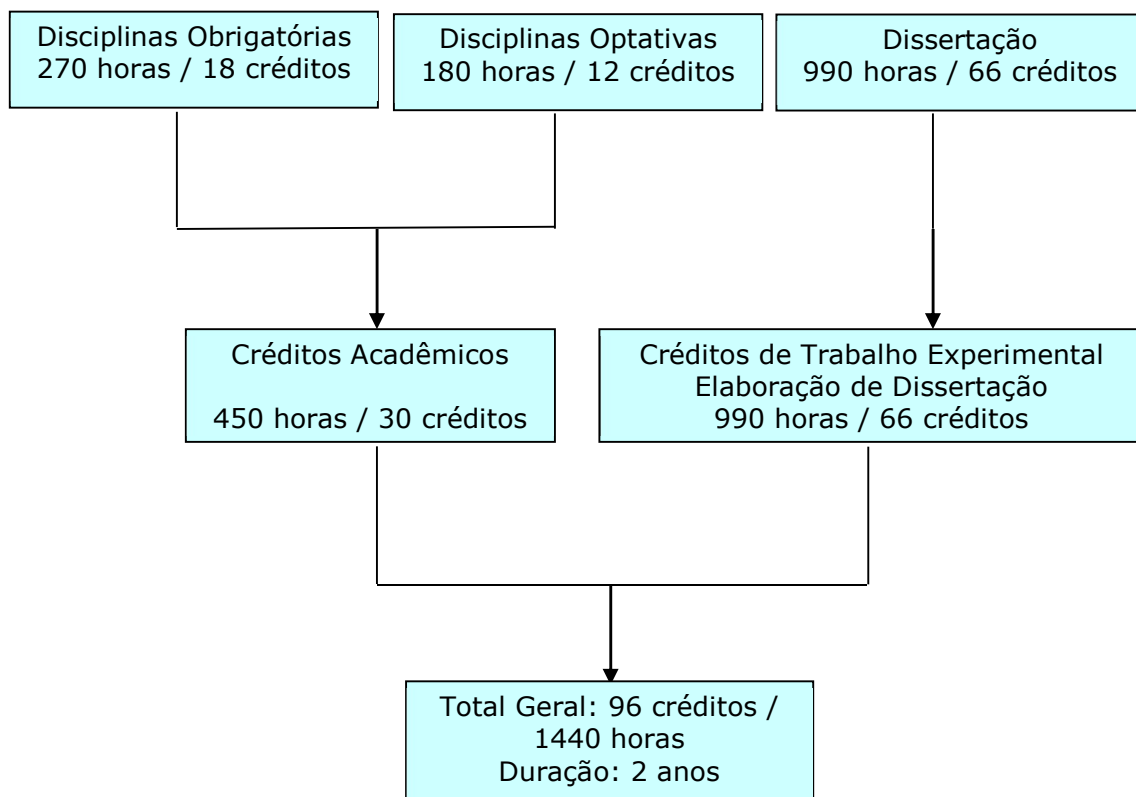 Disciplinas Obrigatórias
270 horas / 18 créditos
Disciplinas Optativas
180 horas / 12 créditos
Dissertação
990 horas / 66 créditos
Créditos Acadêmicos
450 horas / 30 créditos
Créditos de Trabalho Experimental
Elaboração de Dissertação
990 horas / 66 créditos
Total Geral: 96 créditos /
1440 horas
Duração: 2 anos